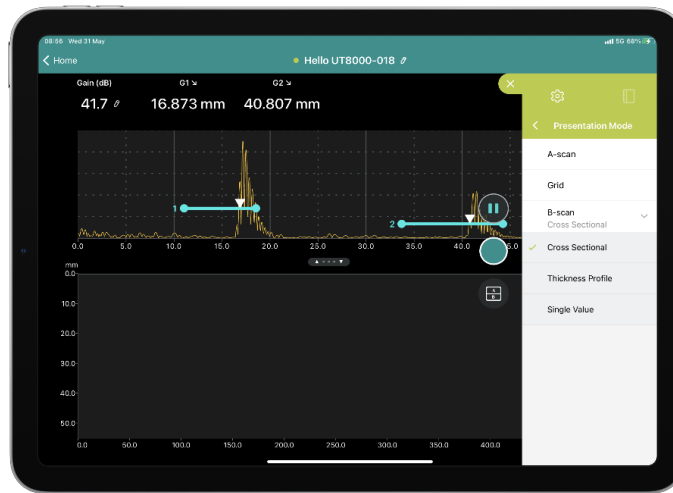 08:56 Wed 31 May
5G 68%
Home
Hello UT8000-018
Gain (dB) G1 G2
41.7 16.873 mm 40.807 mm
Presentation Mode
A-scan
Grid
B-scan
Cross Sectional
Cross Sectional
Thickness Profile
Single Value
1
2
0.0 5.0 10.0 15.0 20.0 25.0 30.0 35.0 40.0
mm
0.0
10.0
20.0
30.0
40.0
50.0
0.0 50.0 100.0 150.0 200.0 250.0 300.0 350.0 400.0
A
B